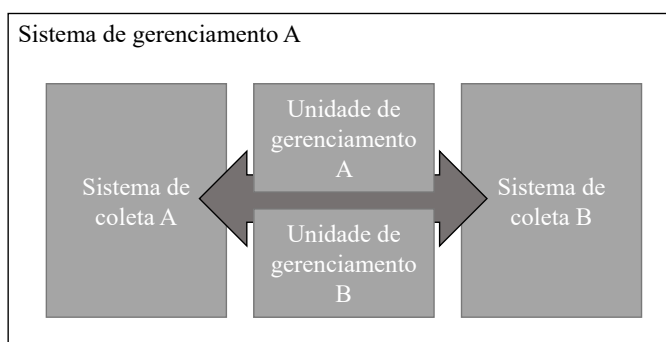 Sistema de gerenciamento A
Sistema de
coleta A
Unidade de
gerenciamento
A
Unidade de
gerenciamento
B
Sistema de
coleta B